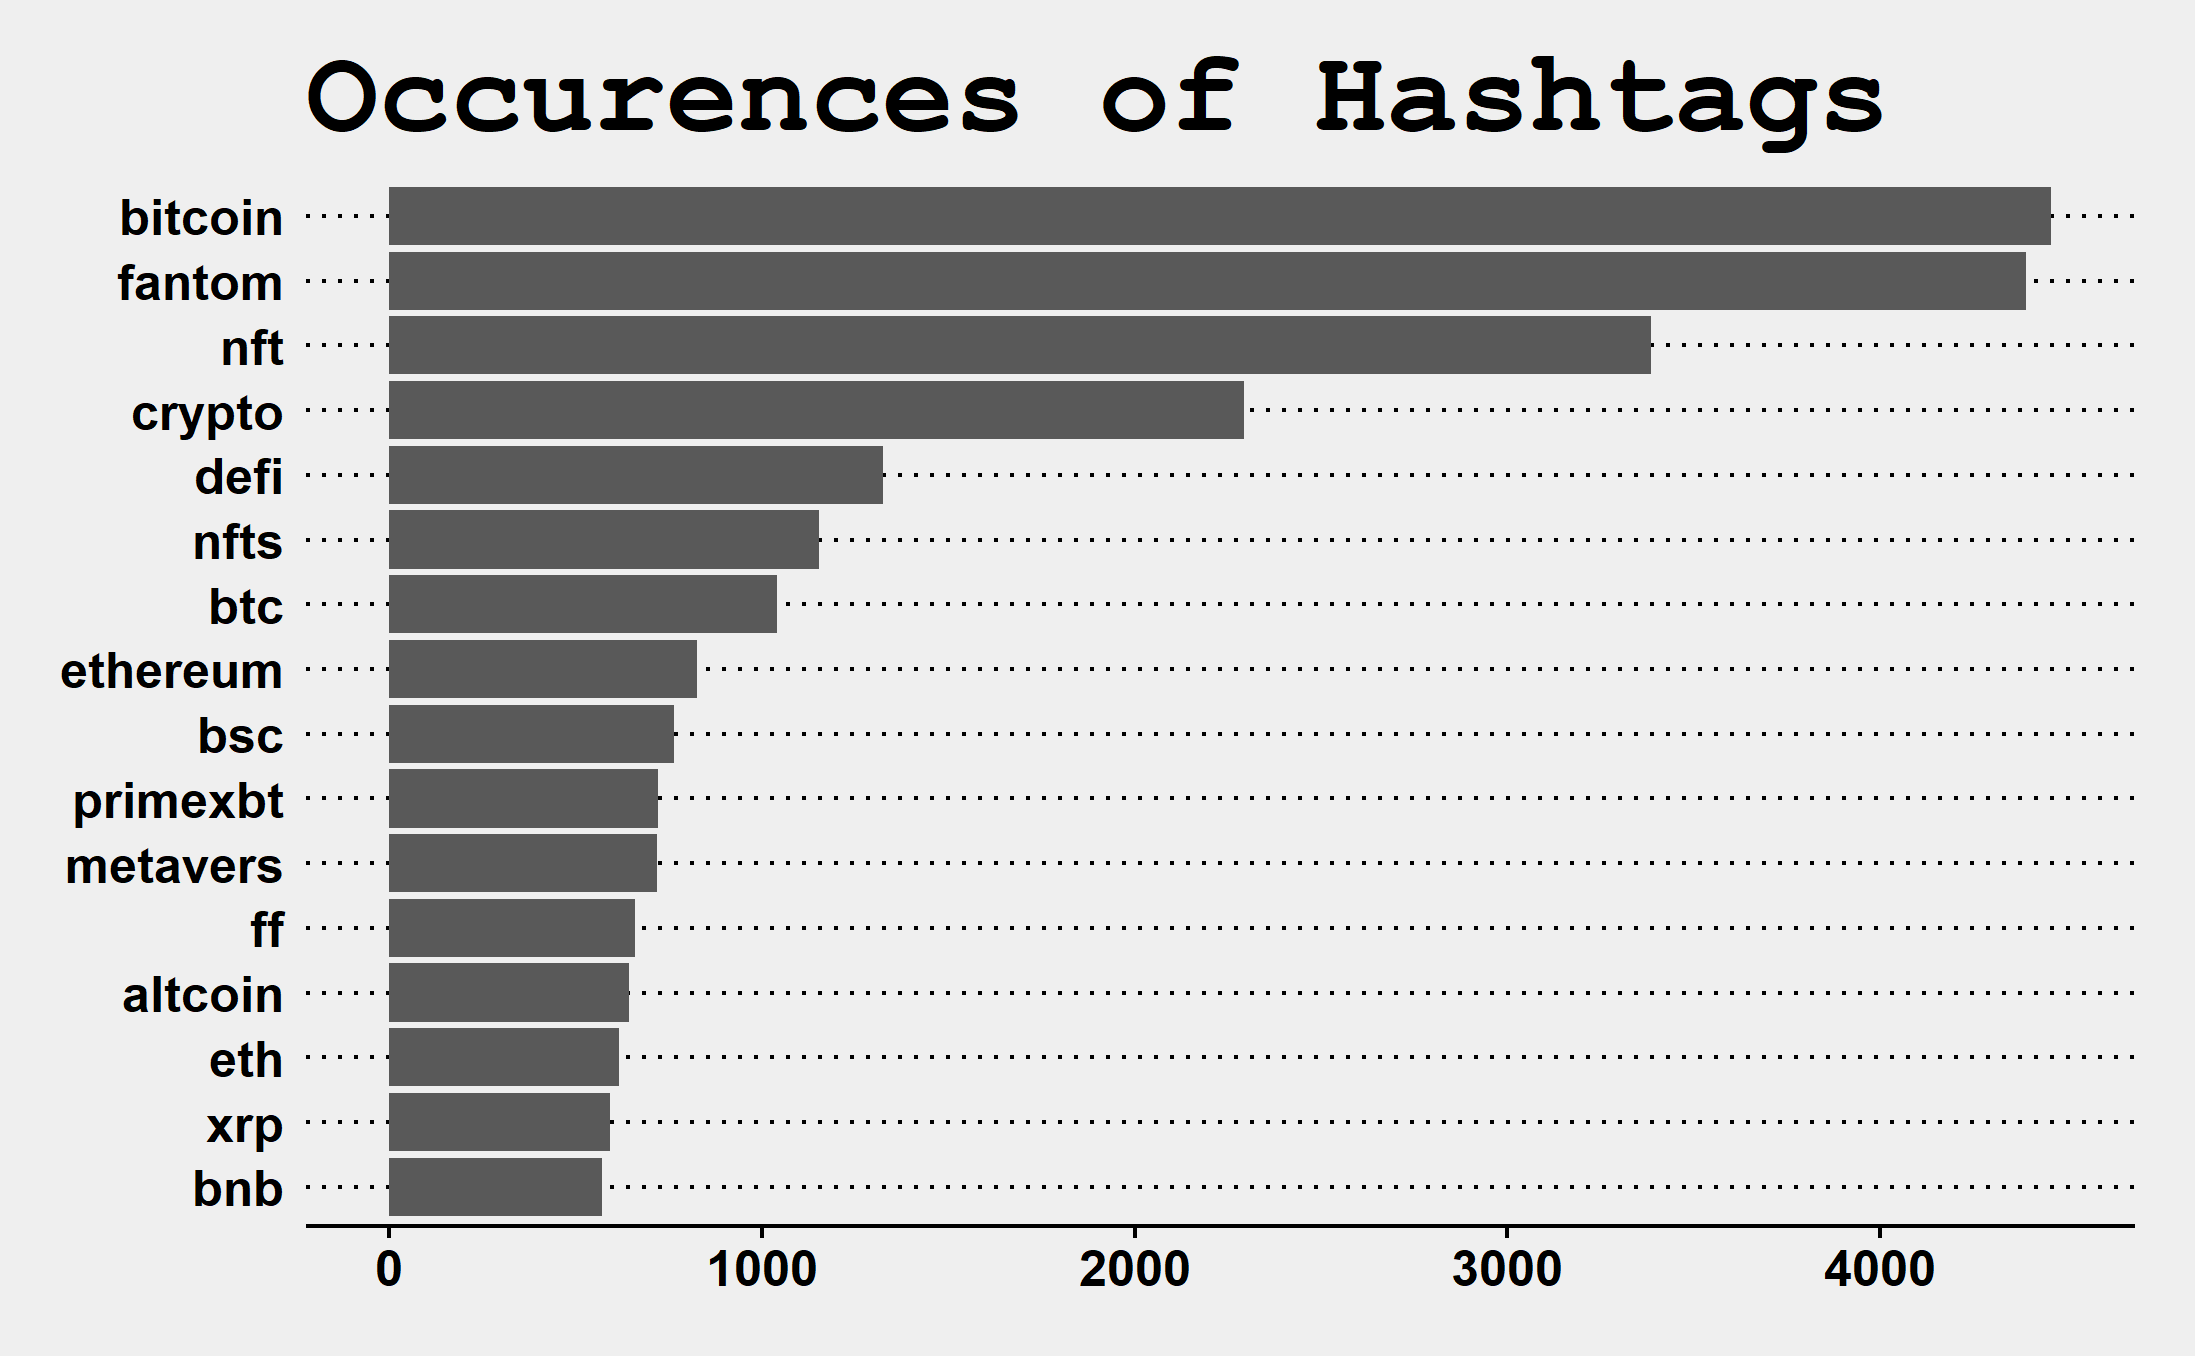 Occurences of Hashtags
bitcoin
fantom
nft
crypto
defi
nfts
btc
ethereum
bsc
primexbt
metavers
ff
altcoin
eth
xrp
bnb
0 1000 2000 3000 4000